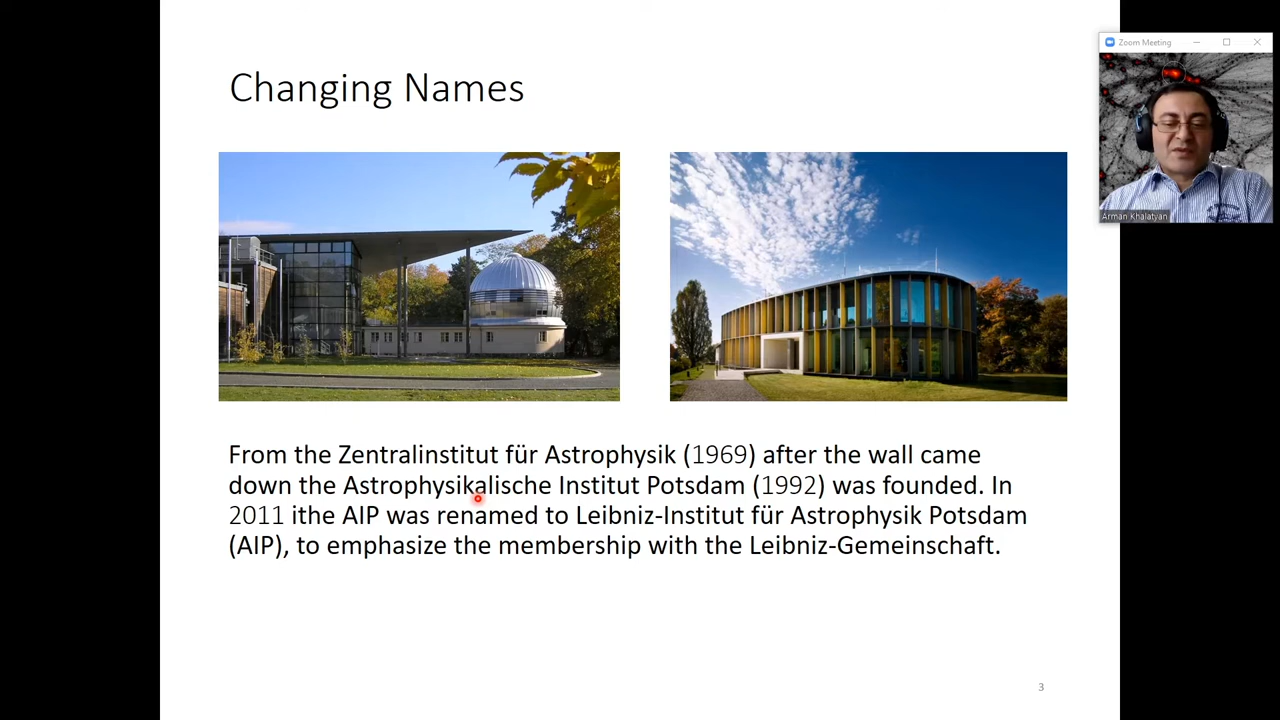 Changing Names
Zoom Meeting
Arman Khalatyan
From the Zentralinstitut für Astrophysik (1969) after the wall came
down the Astrophysikalische Institut Potsdam (1992) was founded. In
2011 ithe AIP was renamed to Leibniz-Institut für Astrophysik Potsdam
(AIP), to emphasize the membership with the Leibniz-Gemeinschaft.
3